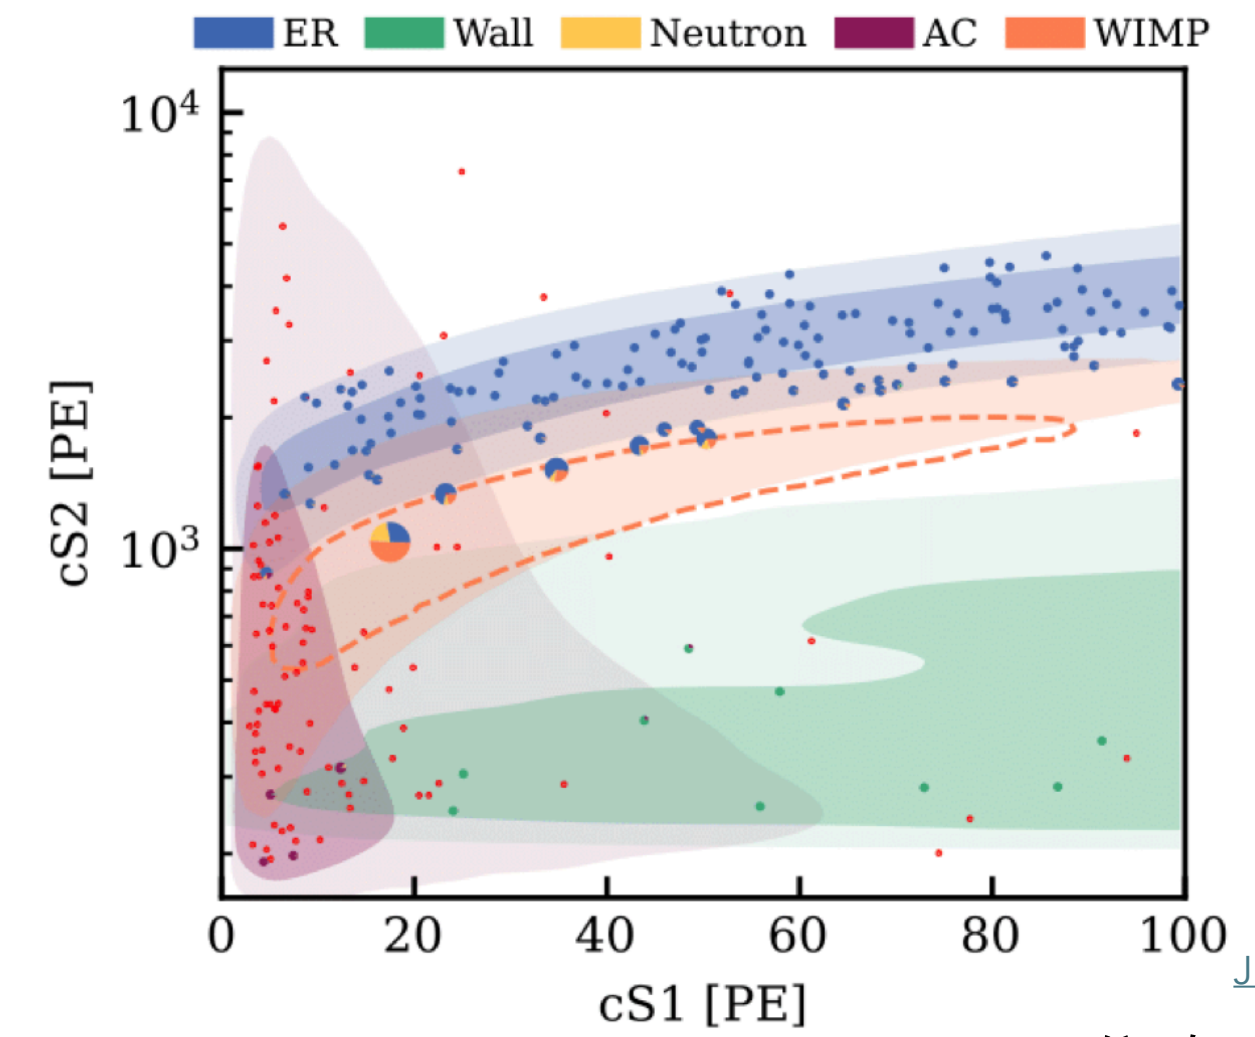 ER Wall Neutron AC WIMP
10⁴
10³
cS2 [PE]
0 20 40 60 80 100
cS1 [PE]
J